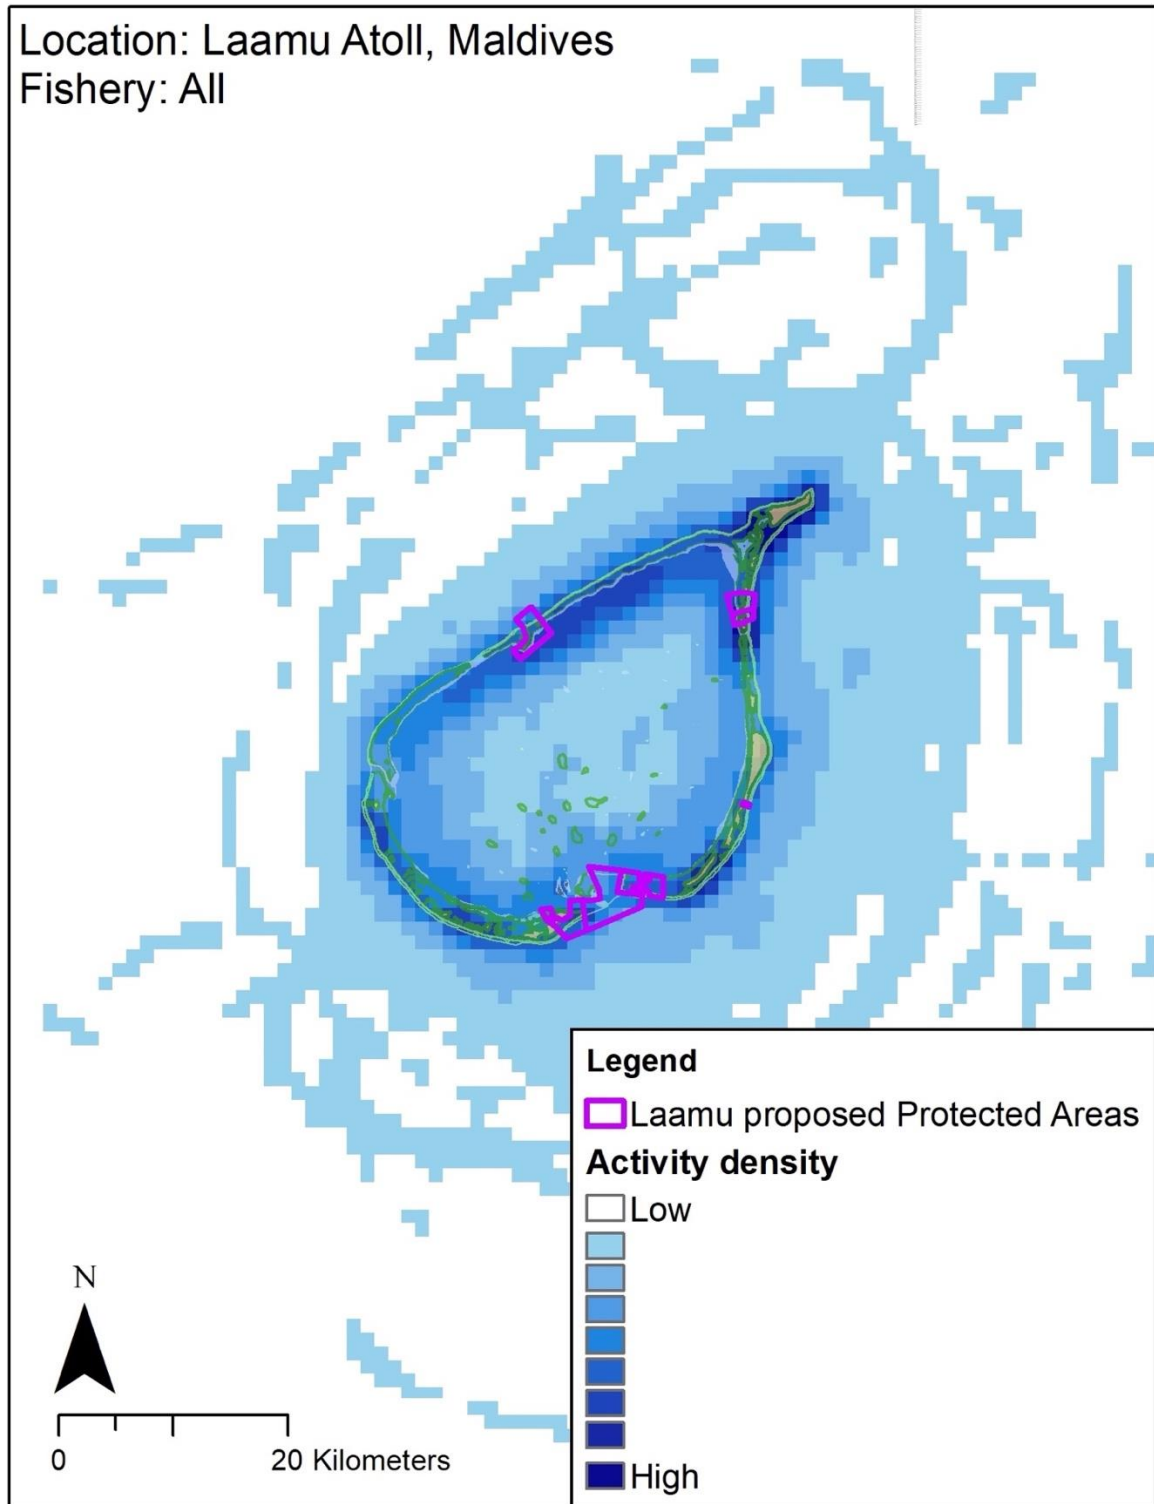 Location: Laamu Atoll, Maldives
Fishery: All
Legend
Laamu proposed Protected Areas
Activity density
Low
High
N
0 20 Kilometers